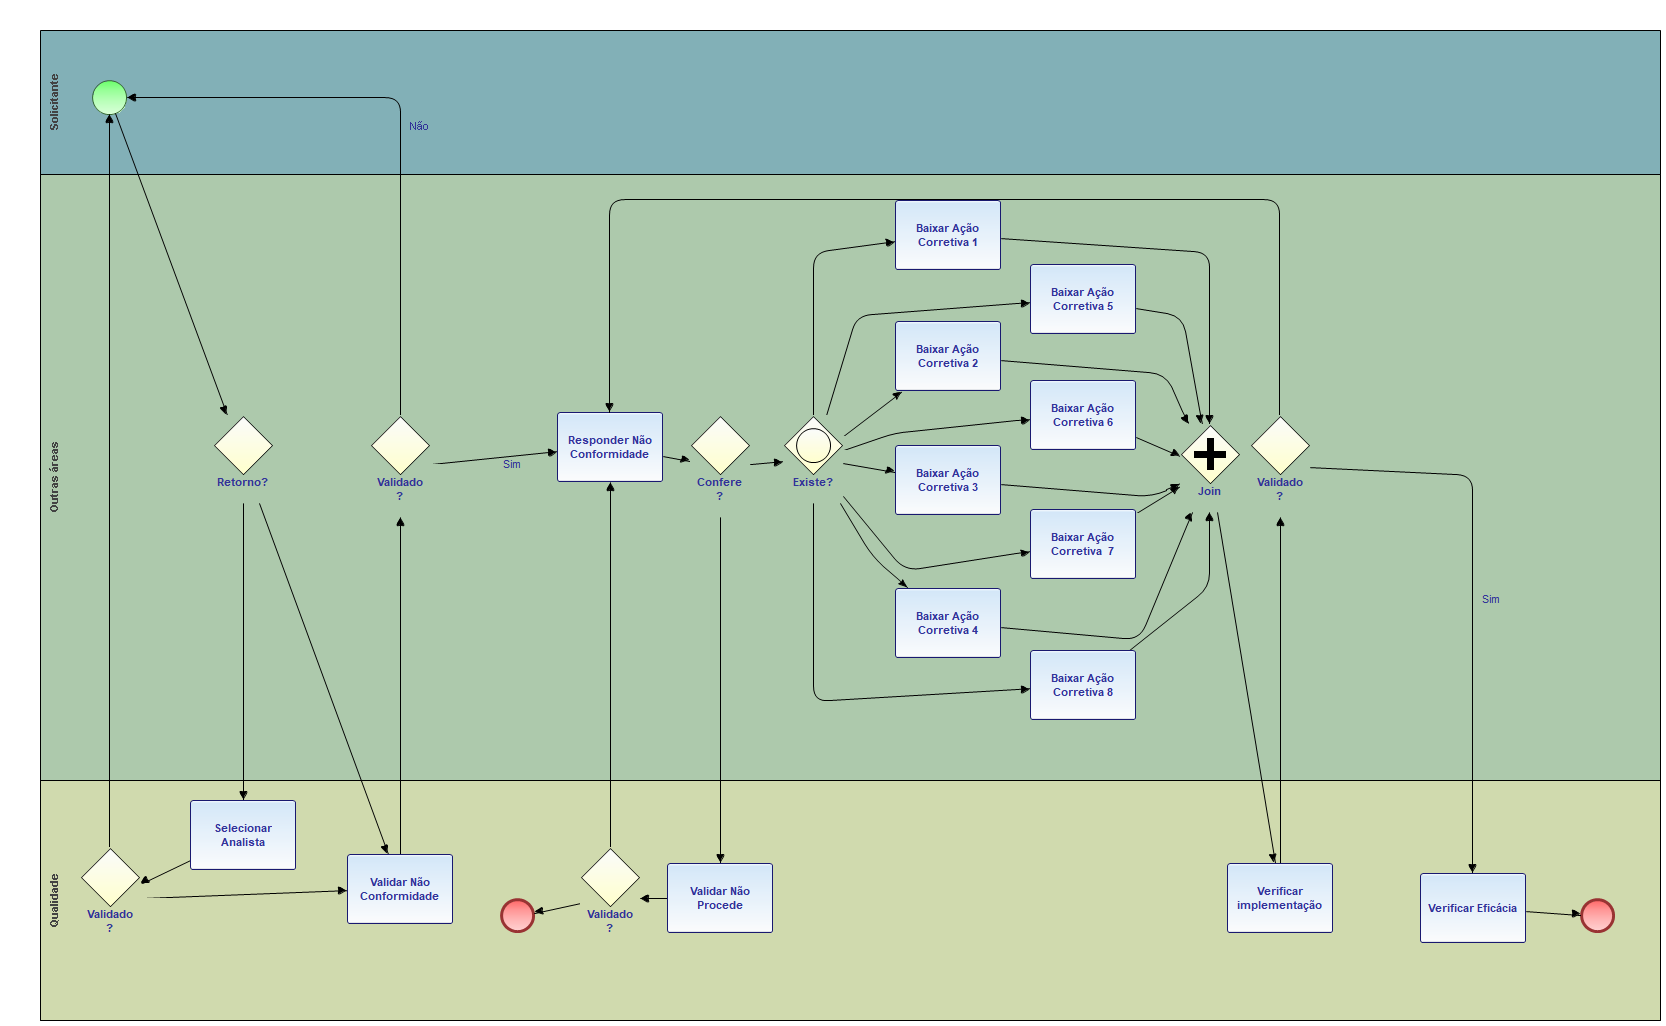 Solicitante
Não
Outras áreas
Baixar Ação
Corretiva 1
Baixar Ação
Corretiva 5
Baixar Ação
Corretiva 2
Baixar Ação
Corretiva 6
Retorno?
Validado
?
Sim
Responder Não
Conformidade
Confere
?
Existe?
Baixar Ação
Corretiva 3
Join
Validado
?
Baixar Ação
Corretiva  7
Baixar Ação
Corretiva 4
Sim
Baixar Ação
Corretiva 8
Qualidade
Selecionar
Analista
Validado
?
Validar Não
Conformidade
Validado
?
Validar Não
Procede
Verificar
implementação
Verificar Eficácia